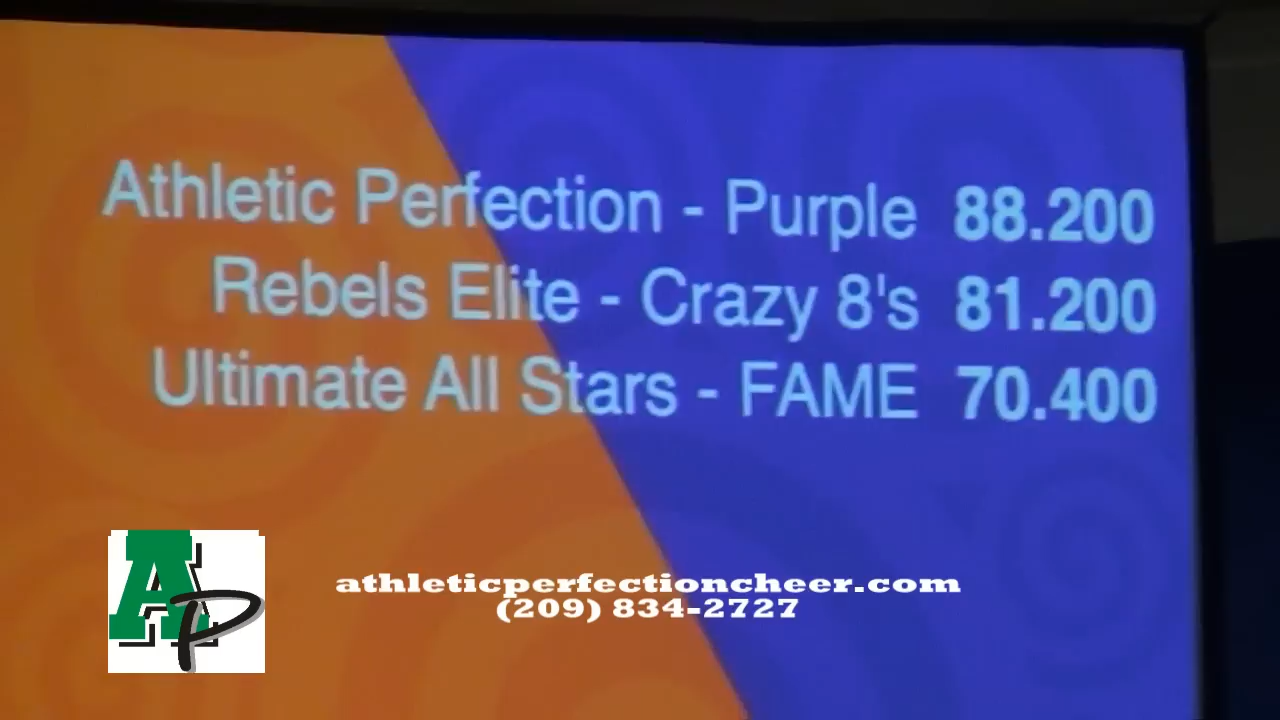 Athletic Perfection - Purple 88.200
Rebels Elite - Crazy 8's 81.200
Ultimate All Stars - FAME 70.400
AP
athleticperfectioncheer.com
(209) 834-2727